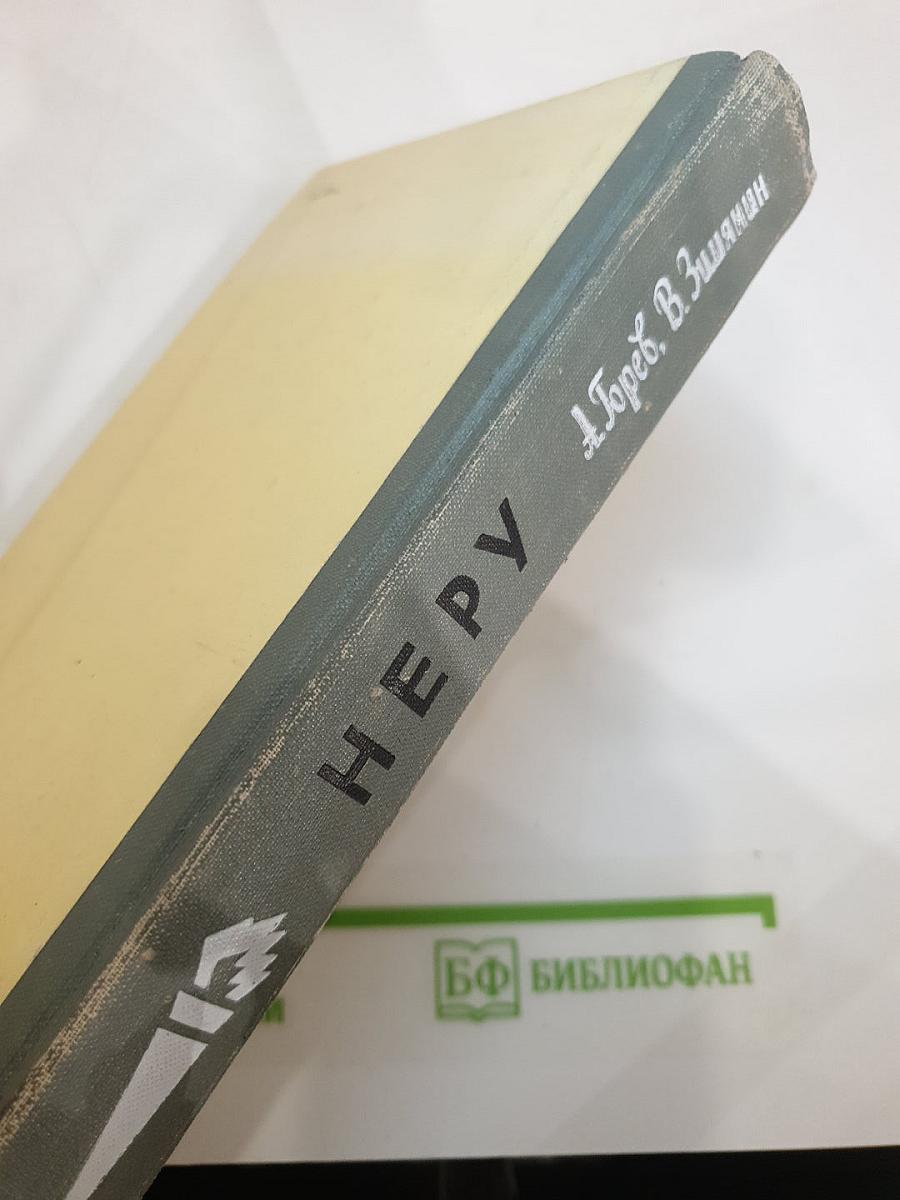 А. Горев, В. Зимянин
НЕРУ
БФ БИБЛИОФАН